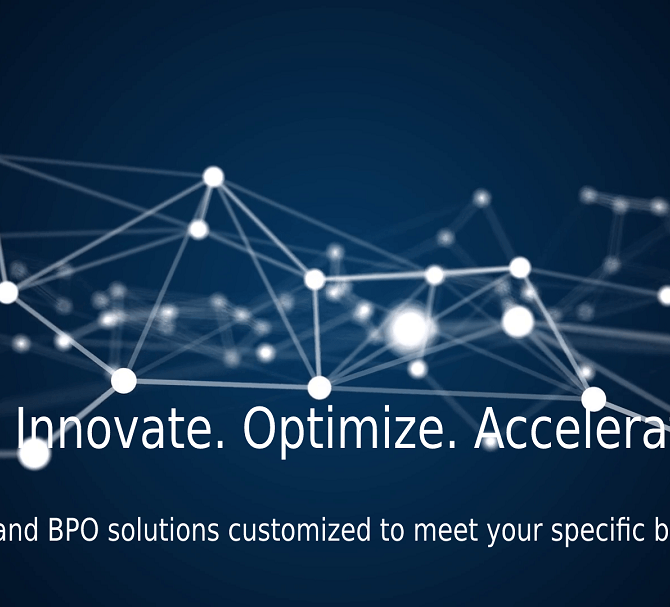 Innovate. Optimize. Accelera
and BPO solutions customized to meet your specific b